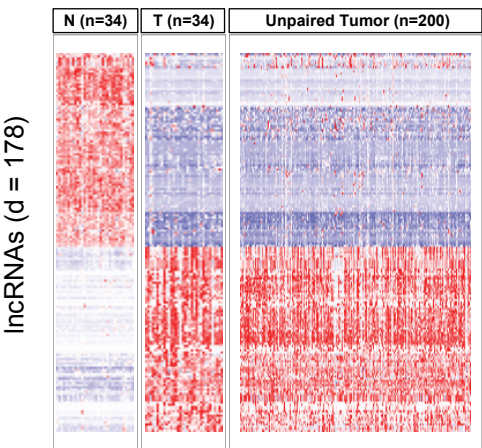 N (n=34)
T (n=34)
Unpaired Tumor (n=200)
lncRNAs (d = 178)